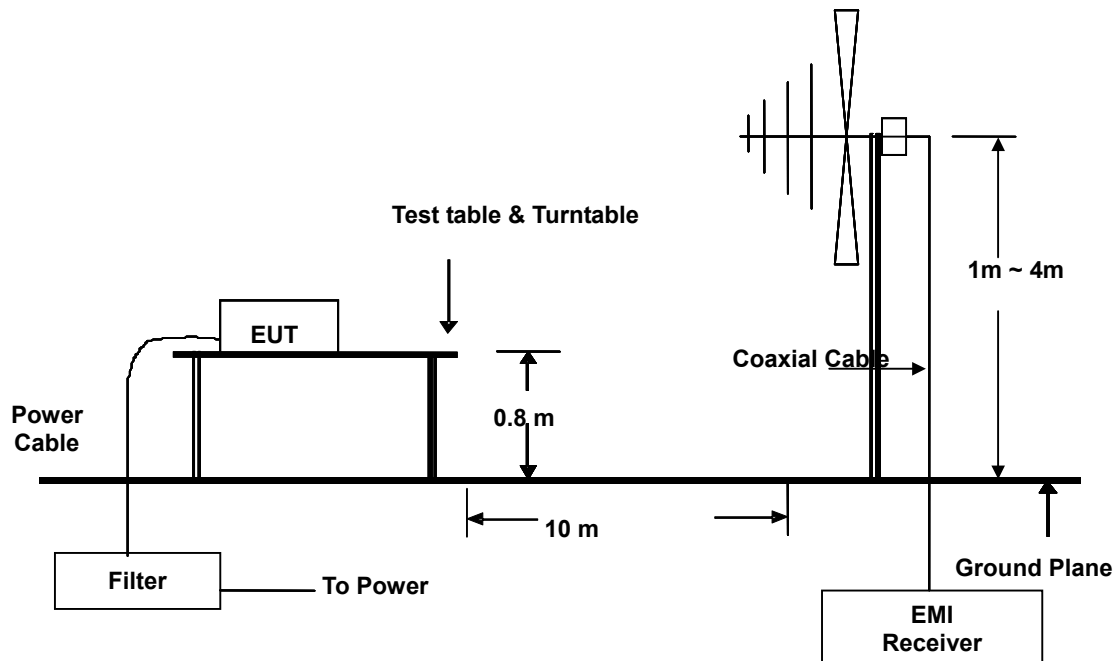 Test table & Turntable
1m ~ 4m
EUT
Coaxial Cable
0.8 m
Power
Cable
10 m
Ground Plane
Filter
To Power
EMI
Receiver